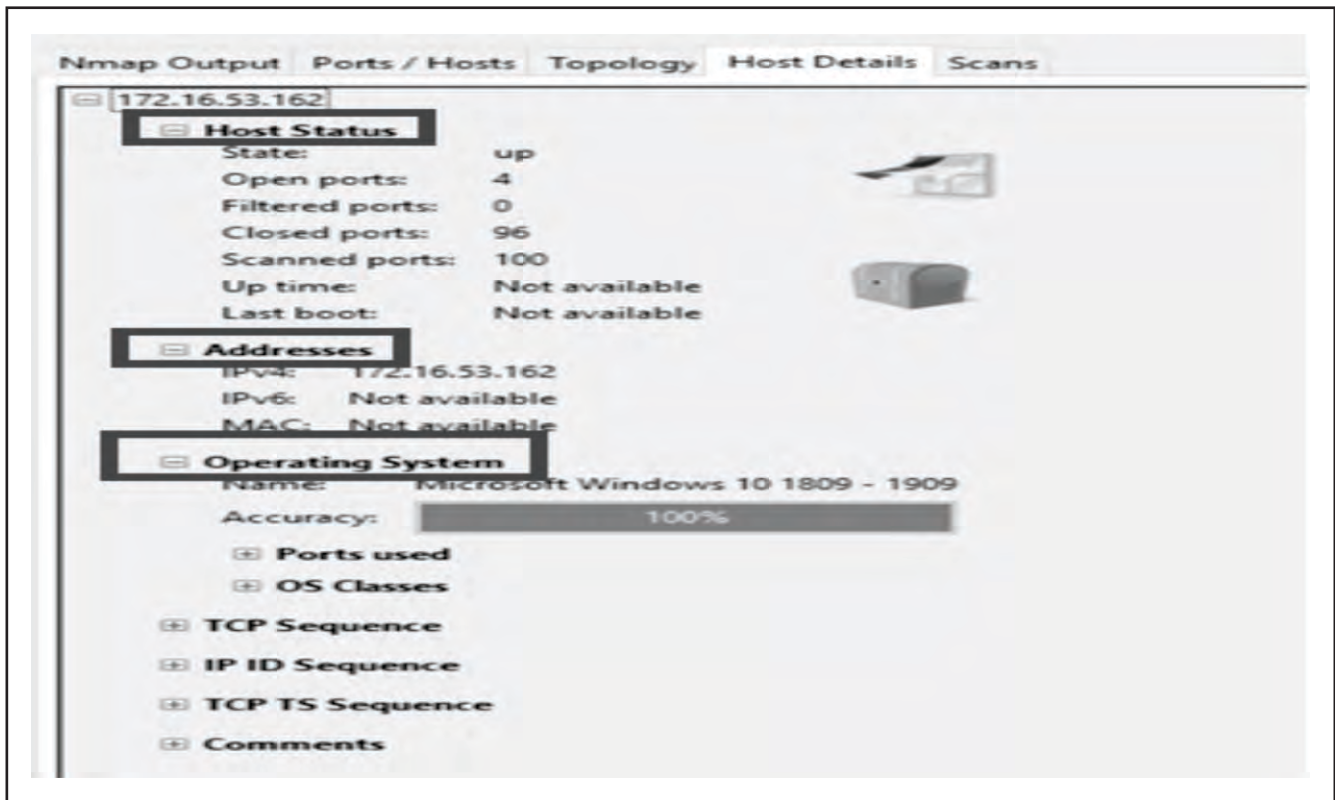 Nmap Output Ports / Hosts Topology Host Details Scans
172.16.53.162
Host Status
State: up
Open ports: 4
Filtered ports: 0
Closed ports: 96
Scanned ports: 100
Up time: Not available
Last boot: Not available
Addresses
IPv4: 172.16.53.162
IPv6: Not available
MAC: Not available
Operating System
Name: Microsoft Windows 10 1809 - 1909
Accuracy: 100%
Ports used
OS Classes
TCP Sequence
IP ID Sequence
TCP TS Sequence
Comments